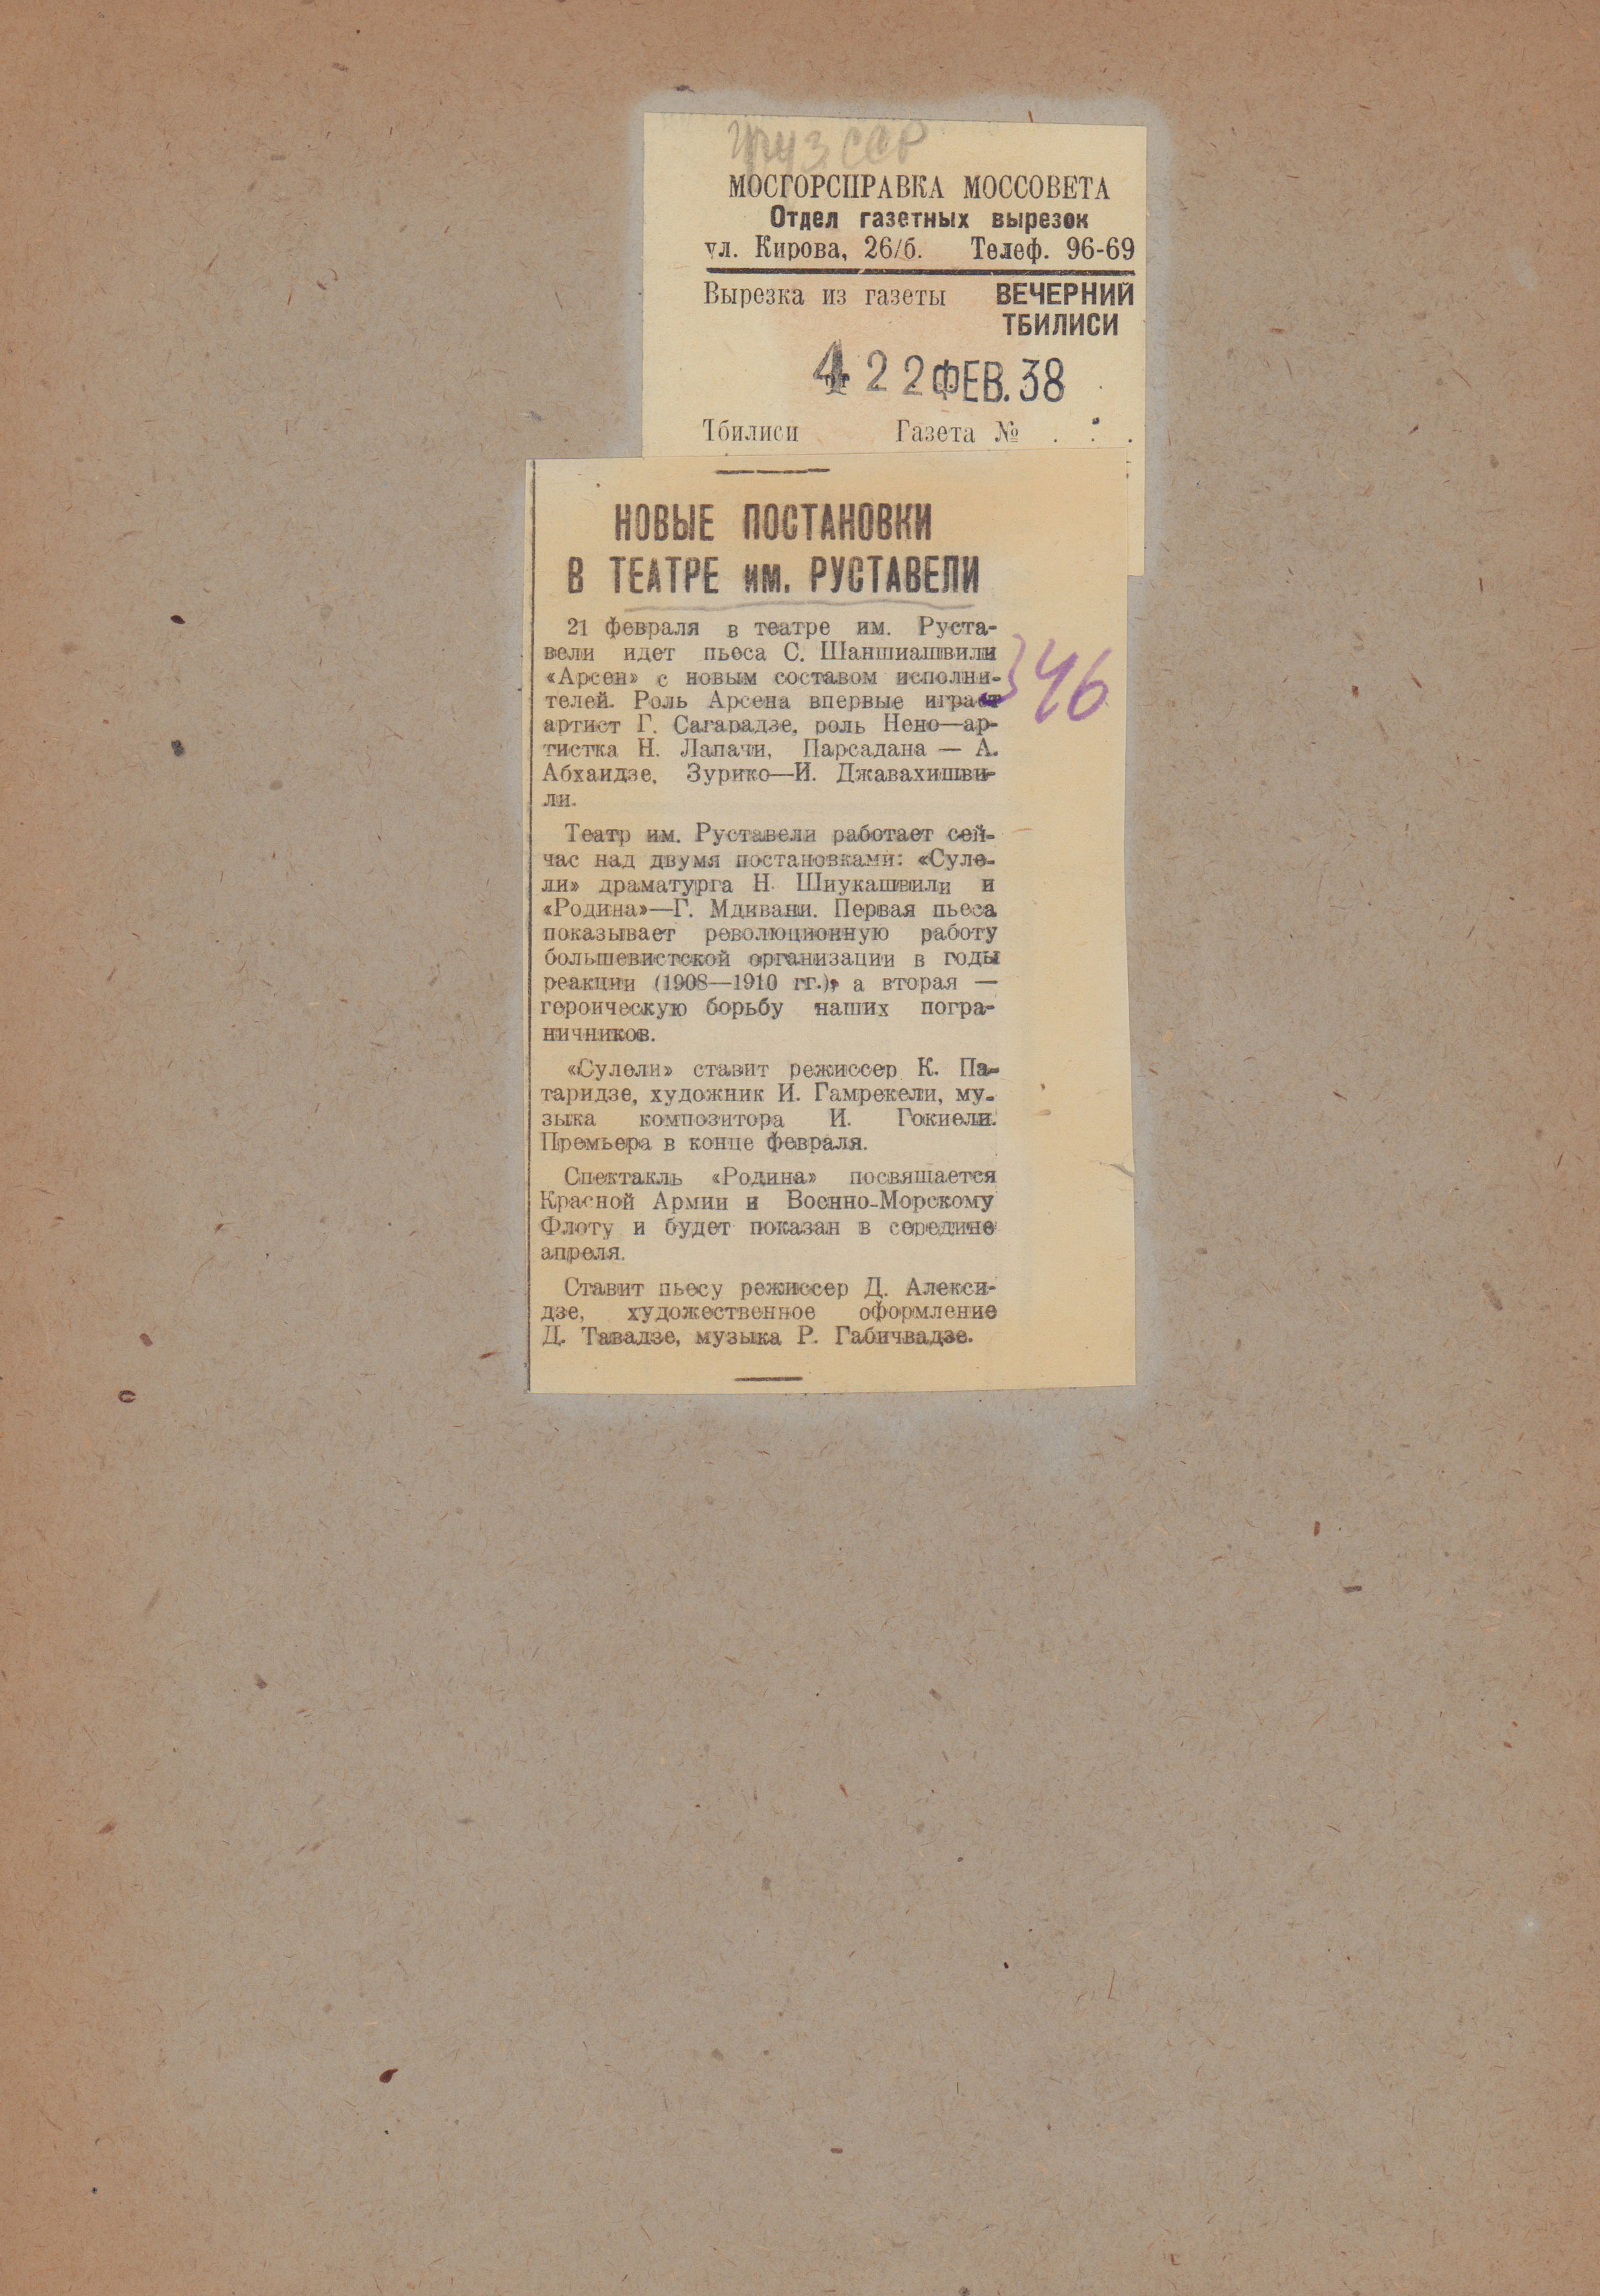 Груз ССР
МОСГОРСПРАВКА МОССОВЕТА
Отдел газетных вырезок
ул. Кирова, 26/б. Телеф. 96-69
Вырезка из газеты ВЕЧЕРНИЙ
ТБИЛИСИ
4 22 ФЕВ. 38
Тбилиси Газета № . . .
НОВЫЕ ПОСТАНОВКИ
В ТЕАТРЕ им. РУСТАВЕЛИ
21 февраля в театре им. Руста-
вели идет пьеса С. Шаншиашвили
«Арсен» с новым составом исполни-
телей. Роль Арсена впервые играет
346
артист Г. Сагарадзе, роль Нено—ар-
тистка Н. Лапачи, Парсадана — А.
Абхаидзе, Зурико—И. Джавахишви-
ли.
Театр им. Руставели работает сей-
час над двумя постановками: «Суле-
ли» драматурга Н. Шиукашвили и
«Родина»—Г. Мдивани. Первая пьеса
показывает революционную работу
большевистской организации в годы
реакции (1908—1910 гг.), а вторая —
героическую борьбу наших погра-
ничников.
«Сулели» ставит режиссер К. Па-
таридзе, художник И. Гамрекели, му-
зыка композитора И. Гокиели.
Премьера в конце февраля.
Спектакль «Родина» посвящается
Красной Армии и Военно-Морскому
Флоту и будет показан в середине
апреля.
Ставит пьесу режиссер Д. Алекси-
дзе, художественное оформление
Д. Тавадзе, музыка Р. Габичвадзе.